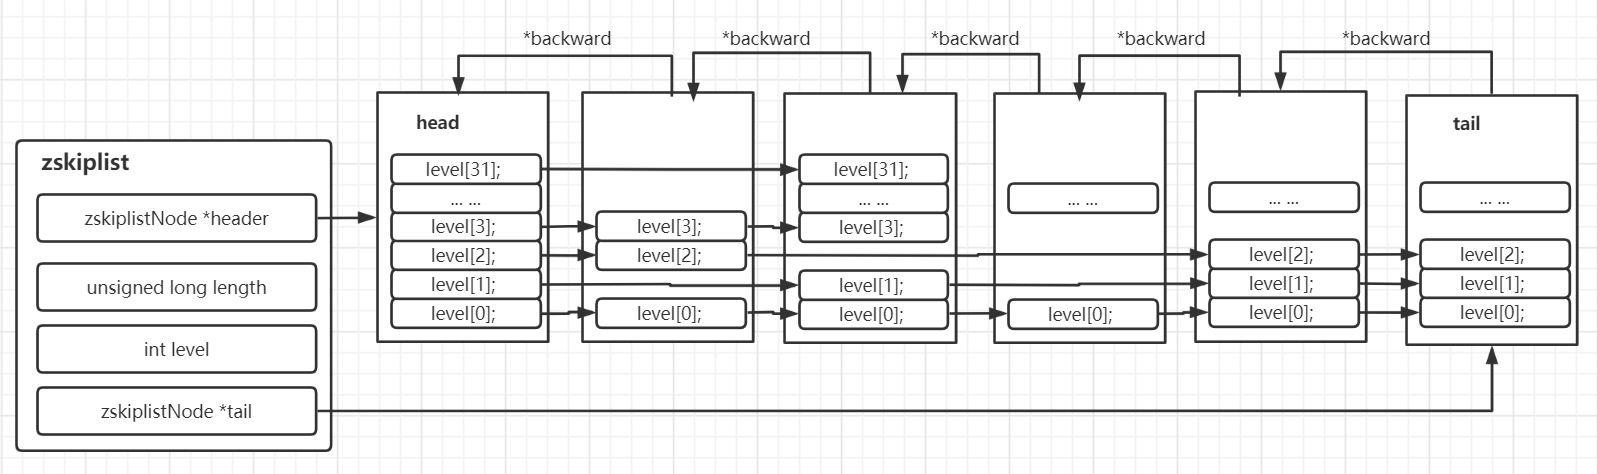 *backward
*backward
*backward
*backward
*backward
zskiplist
zskiplistNode *header
unsigned long length
int level
zskiplistNode *tail
head
level[31];
... ...
level[3];
level[2];
level[1];
level[0];
level[3];
level[2];
level[0];
level[31];
... ...
level[3];
level[1];
level[0];
... ...
level[0];
... ...
level[2];
level[1];
level[0];
tail
... ...
level[2];
level[1];
level[0];